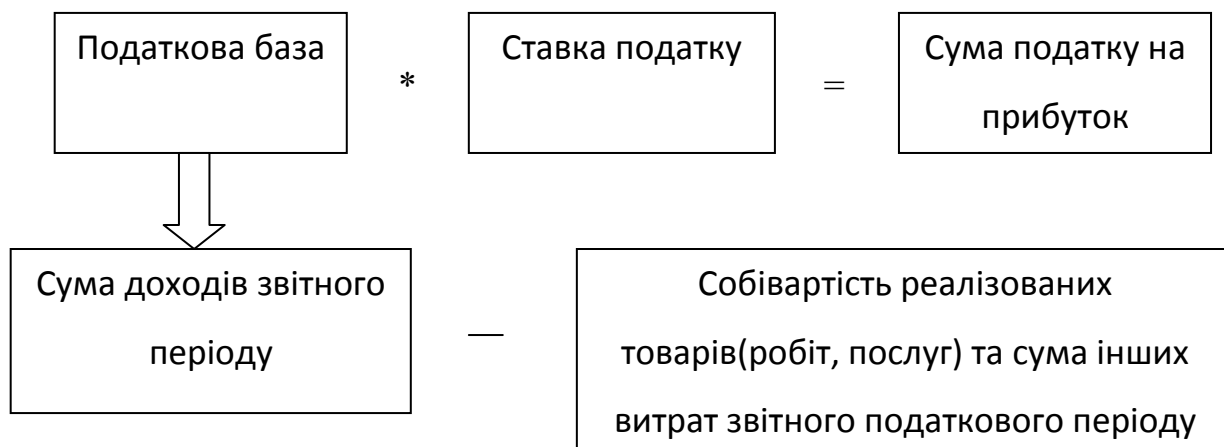 Податкова база
*
Ставка податку
=
Сума податку на
прибуток
Сума доходів звітного
періоду
—
Собівартість реалізованих
товарів(робіт, послуг) та сума інших
витрат звітного податкового періоду